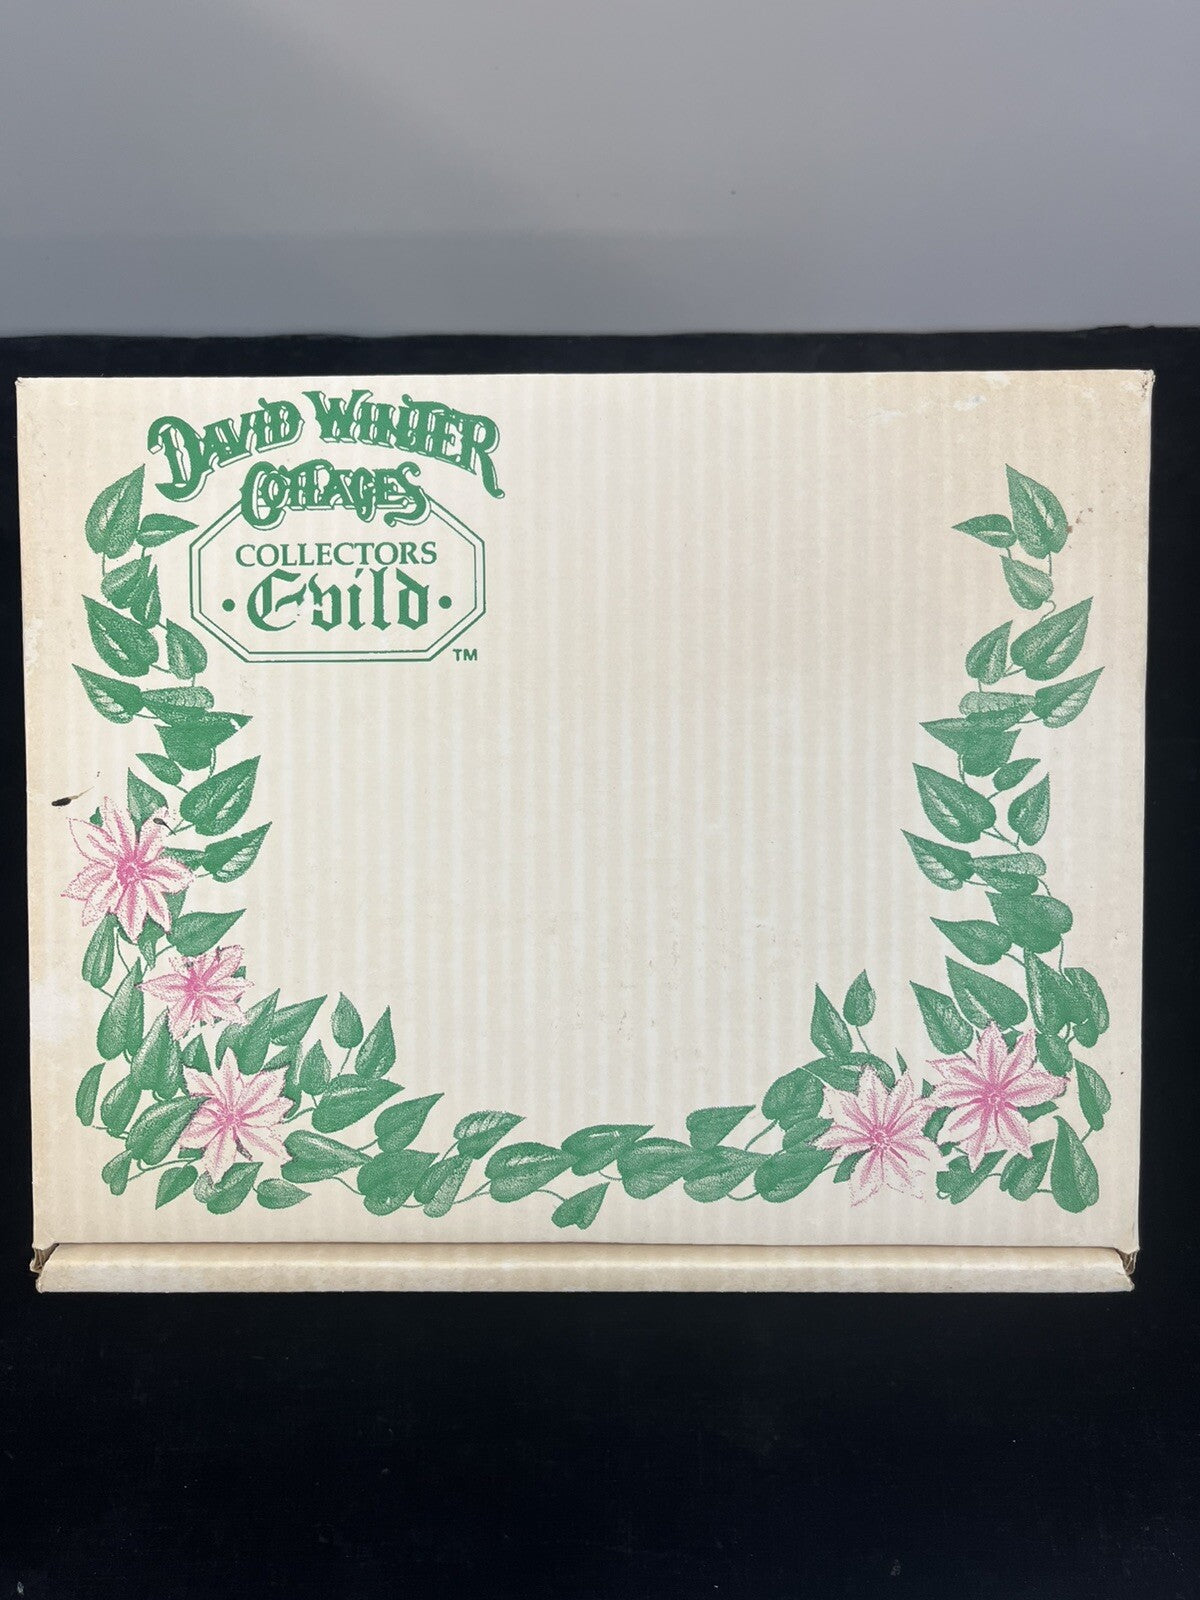 DAVID WINTER
COTTAGES
COLLECTORS
• Guild •
TM